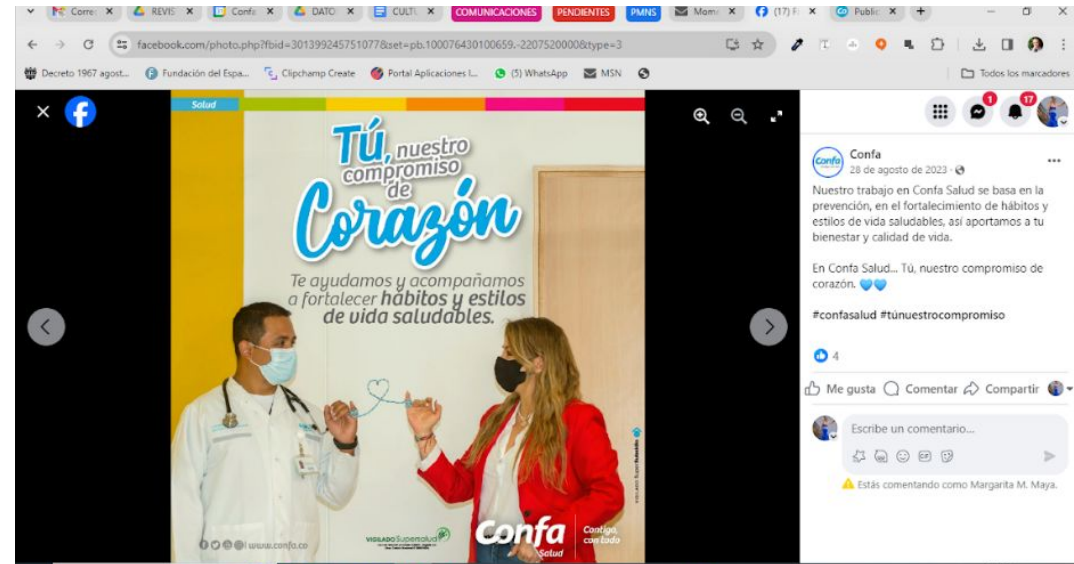 Correc
REVIS
Confa
DATO
CULTU
COMUNICACIONES
PENDIENTES
PMNS
(17) F
Public
facebook.com/photo.php?fbid=301399245751077&set=pb.100076430100659.-2207520000&type=3
Decreto 1967 agost...
Fundación del Espa...
Clipchamp Create
Portal Aplicaciones I...
(5) WhatsApp
MSN
Todos los marcadores
Salud
Tú, nuestro
compromiso
de
Corazón
Te ayudamos y acompañamos
a fortalecer hábitos y estilos
de vida saludables.
www.confa.co
VIGILADO Supersalud
Confa
Salud
Contigo,
con todo
1
17
Confa
Confa
28 de agosto de 2023
Nuestro trabajo en Confa Salud se basa en la
prevención, en el fortalecimiento de hábitos y
estilos de vida saludables, así aportamos a tu
bienestar y calidad de vida.
En Confa Salud... Tú, nuestro compromiso de
corazón.
#confasalud #túnuestrocompromiso
4
Me gusta
Comentar
Compartir
Escribe un comentario...
GIF
Estás comentando como Margarita M. Maya.